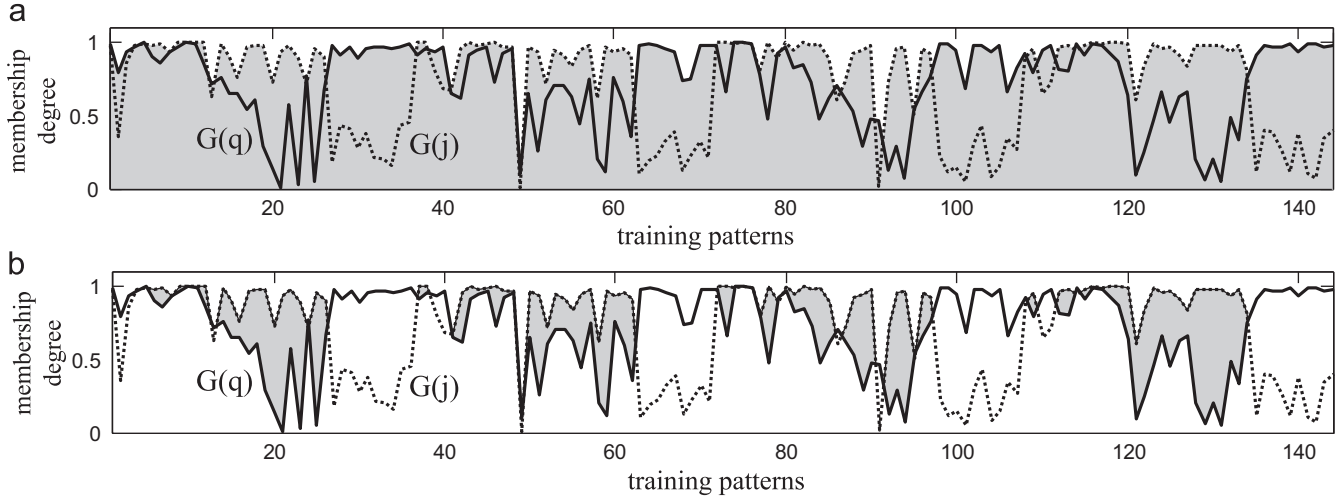 a
membership
degree
1
0.5
0
G(q)
G(j)
20 40 60 80 100 120 140
training patterns
b
membership
degree
1
0.5
0
G(q)
G(j)
20 40 60 80 100 120 140
training patterns